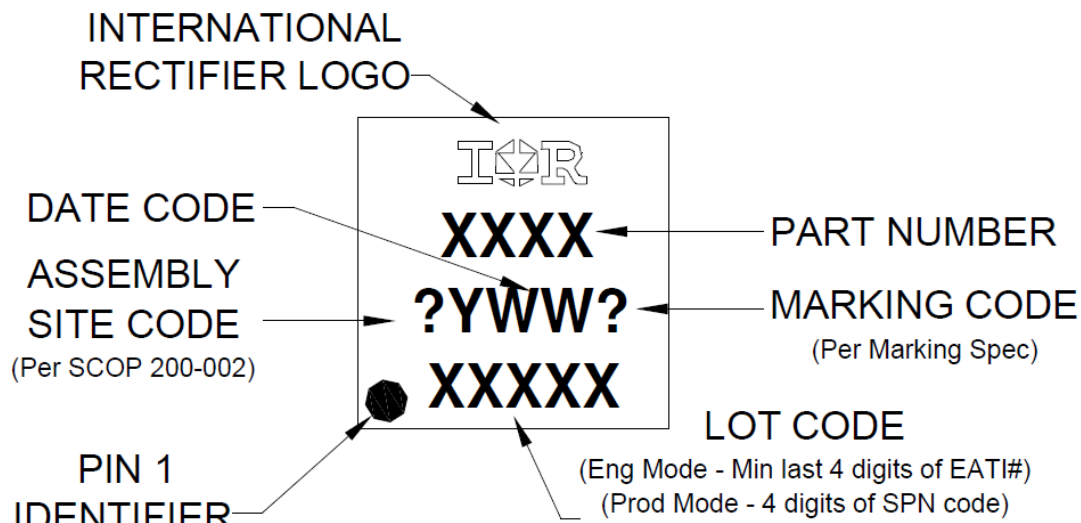 INTERNATIONAL
RECTIFIER LOGO
IR
DATE CODE
XXXX
PART NUMBER
ASSEMBLY
SITE CODE
(Per SCOP 200-002)
?YWW?
MARKING CODE
(Per Marking Spec)
XXXXX
LOT CODE
(Eng Mode - Min last 4 digits of EATI#)
(Prod Mode - 4 digits of SPN code)
PIN 1
IDENTIFIER